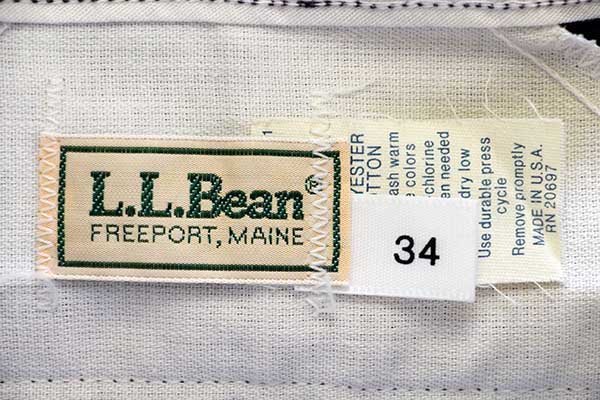 L.L.Bean®
FREEPORT, MAINE
34
YESTER
TTON
ash warm
e colors
chlorine
en needed
dry low
Use durable press
cycle
Remove promptly
MADE IN U.S.A.
RN 20697